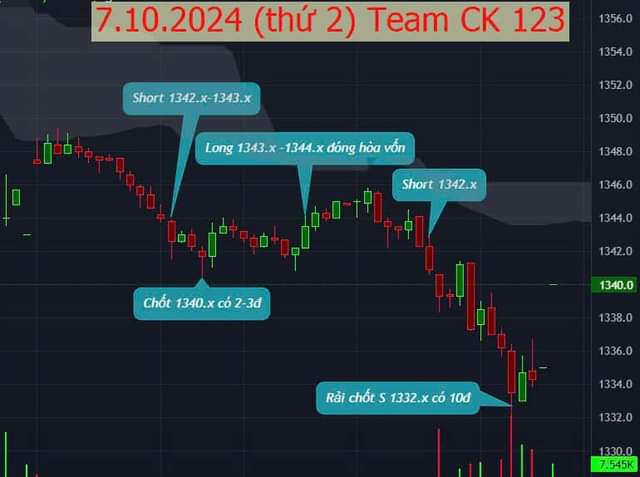 7.10.2024 (thứ 2) Team CK 123
1356.0
1354.0
1352.0
Short 1342.x-1343.x
1350.0
Long 1343.x -1344.x đóng hòa vốn
1348.0
1346.0
Short 1342.x
1344.0
1342.0
1340.0
Chốt 1340.x có 2-3đ
1338.0
1336.0
1334.0
Rải chốt S 1332.x có 10đ
1332.0
1330.0
7.545K